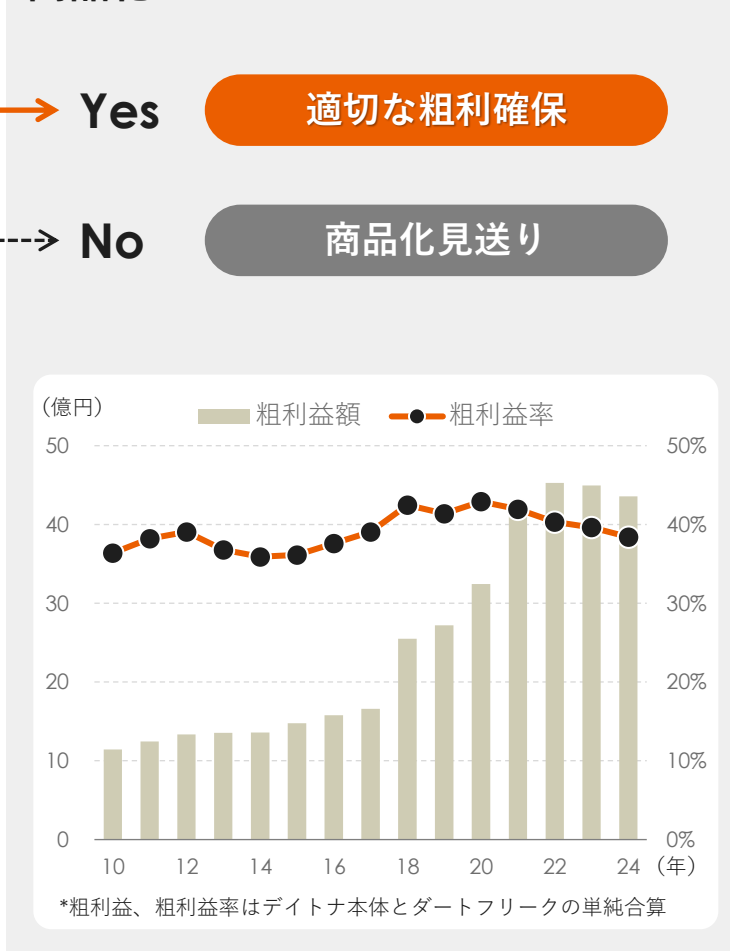 Yes 適切な粗利確保
No 商品化見送り
(億円)
粗利益額 粗利益率
50 50%
40 40%
30 30%
20 20%
10 10%
0 0%
10 12 14 16 18 20 22 24 (年)
*粗利益、粗利益率はデイトナ本体とダートフリークの単純合算